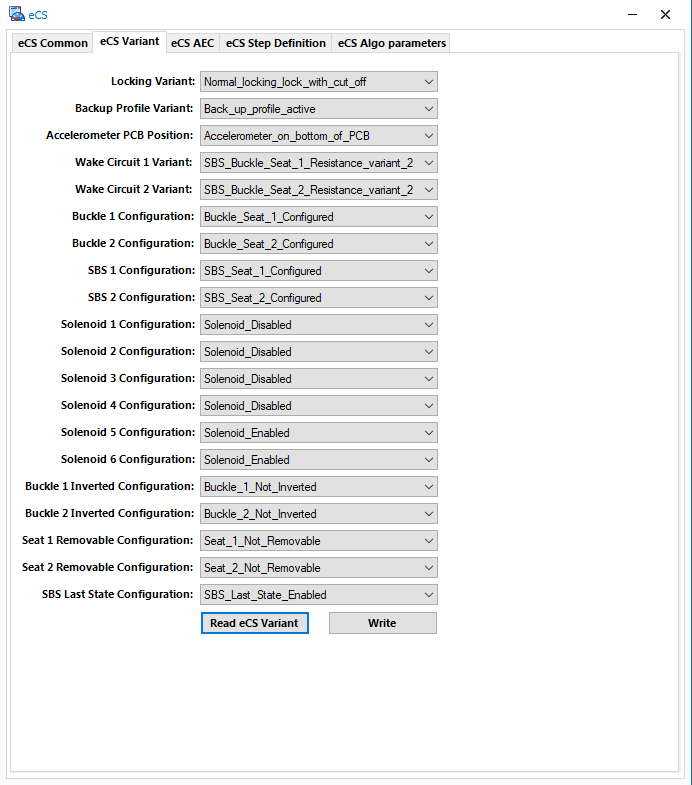 eCS
eCS Common eCS Variant eCS AEC eCS Step Definition eCS Algo parameters
Locking Variant: Normal_locking_lock_with_cut_off
Backup Profile Variant: Back_up_profile_active
Accelerometer PCB Position: Accelerometer_on_bottom_of_PCB
Wake Circuit 1 Variant: SBS_Buckle_Seat_1_Resistance_variant_2
Wake Circuit 2 Variant: SBS_Buckle_Seat_2_Resistance_variant_2
Buckle 1 Configuration: Buckle_Seat_1_Configured
Buckle 2 Configuration: Buckle_Seat_2_Configured
SBS 1 Configuration: SBS_Seat_1_Configured
SBS 2 Configuration: SBS_Seat_2_Configured
Solenoid 1 Configuration: Solenoid_Disabled
Solenoid 2 Configuration: Solenoid_Disabled
Solenoid 3 Configuration: Solenoid_Disabled
Solenoid 4 Configuration: Solenoid_Disabled
Solenoid 5 Configuration: Solenoid_Enabled
Solenoid 6 Configuration: Solenoid_Enabled
Buckle 1 Inverted Configuration: Buckle_1_Not_Inverted
Buckle 2 Inverted Configuration: Buckle_2_Not_Inverted
Seat 1 Removable Configuration: Seat_1_Not_Removable
Seat 2 Removable Configuration: Seat_2_Not_Removable
SBS Last State Configuration: SBS_Last_State_Enabled
Read eCS Variant Write